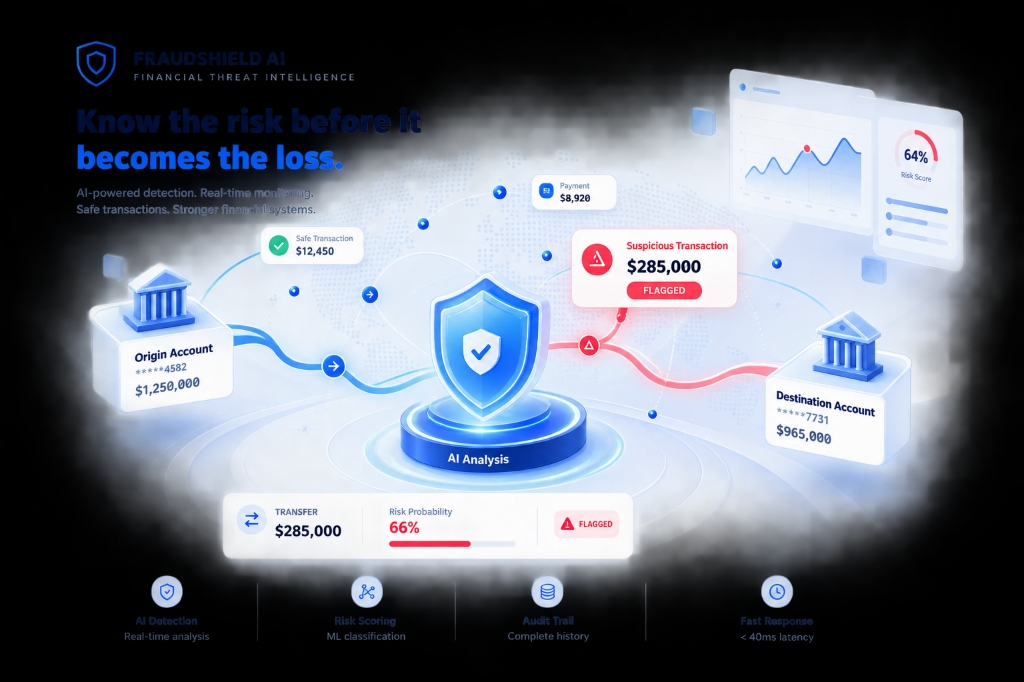 FRAUDSHIELD AI
FINANCIAL THREAT INTELLIGENCE
Know the risk before it
becomes the loss.
AI-powered detection. Real-time monitoring.
Safe transactions. Stronger financial systems.
64%
Risk Score
Payment
$8,920
Safe Transaction
$12,450
Suspicious Transaction
$285,000
FLAGGED
Origin Account
*****4582
$1,250,000
Destination Account
*****7731
$965,000
AI Analysis
TRANSFER
$285,000
Risk Probability
66%
FLAGGED
AI Detection
Real-time analysis
Risk Scoring
ML classification
Audit Trail
Complete history
Fast Response
< 40ms latency